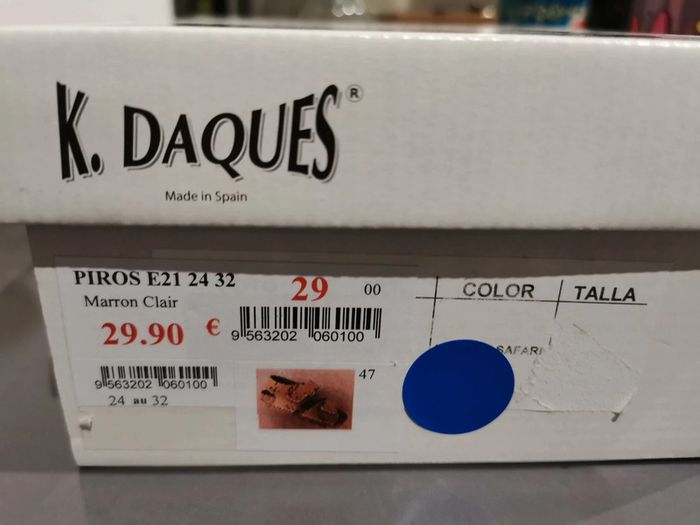 K. DAQUES®
Made in Spain
PIROS E21 24 32
29 00
Marron Clair
29.90 €
9 563202 060100
9 563202 060100
24 au 32
47
COLOR TALLA
SAFARI